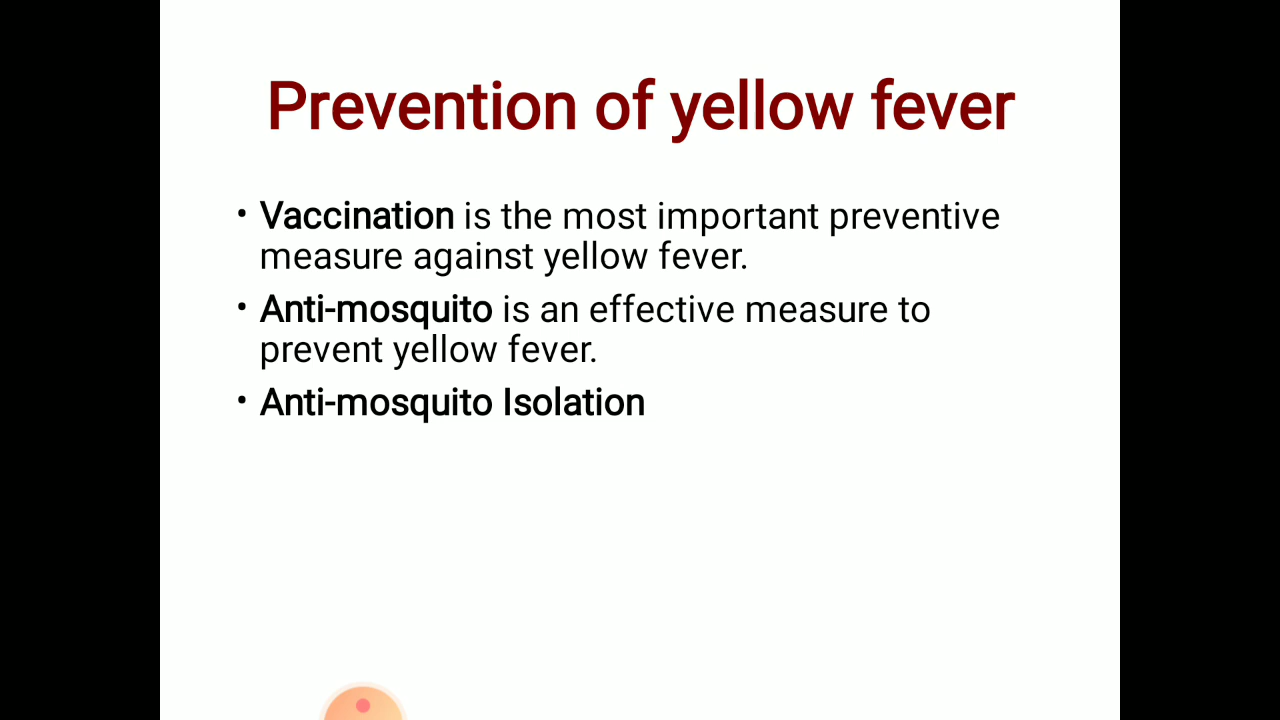 Prevention of yellow fever
• Vaccination is the most important preventive
measure against yellow fever.
• Anti-mosquito is an effective measure to
prevent yellow fever.
• Anti-mosquito Isolation